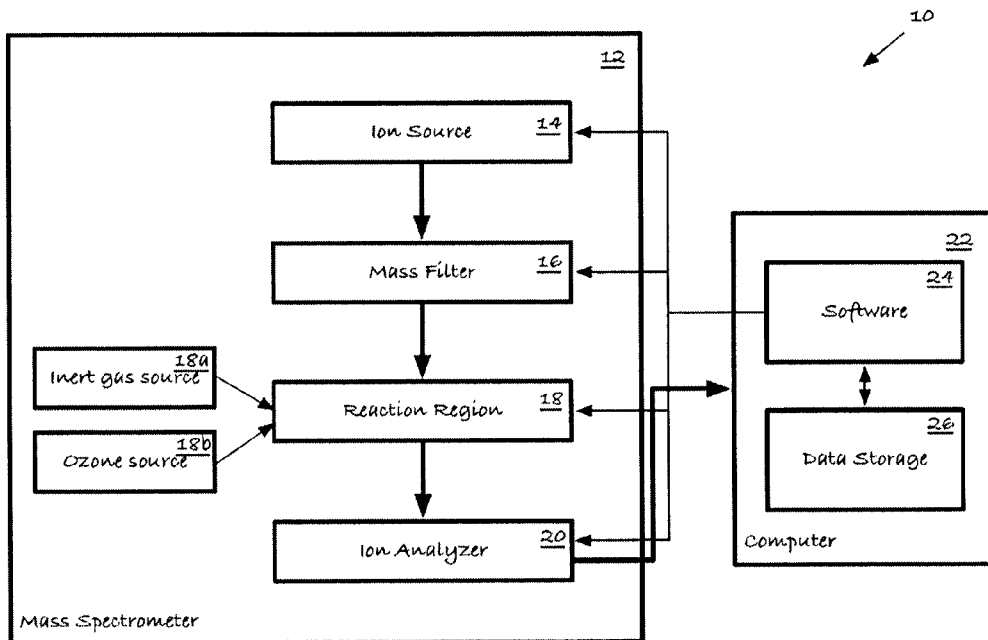 10
12
Ion Source 14
Mass Filter 16
Inert gas source 18a
Ozone source 18b
Reaction Region 18
Ion Analyzer 20
Mass Spectrometer
22
24
Software
26
Data Storage
Computer